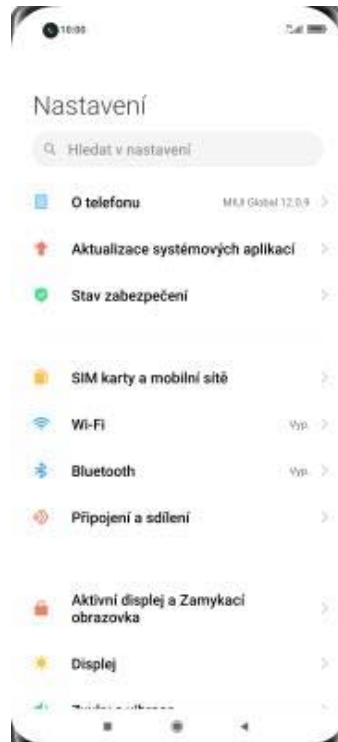 10:00
Nastavení
Hledat v nastavení
O telefonu MIUI Global 12.0.9
Aktualizace systémových aplikací
Stav zabezpečení
SIM karty a mobilní sítě
Wi-Fi Vyp.
Bluetooth Vyp.
Připojení a sdílení
Aktivní displej a Zamykací
obrazovka
Displej